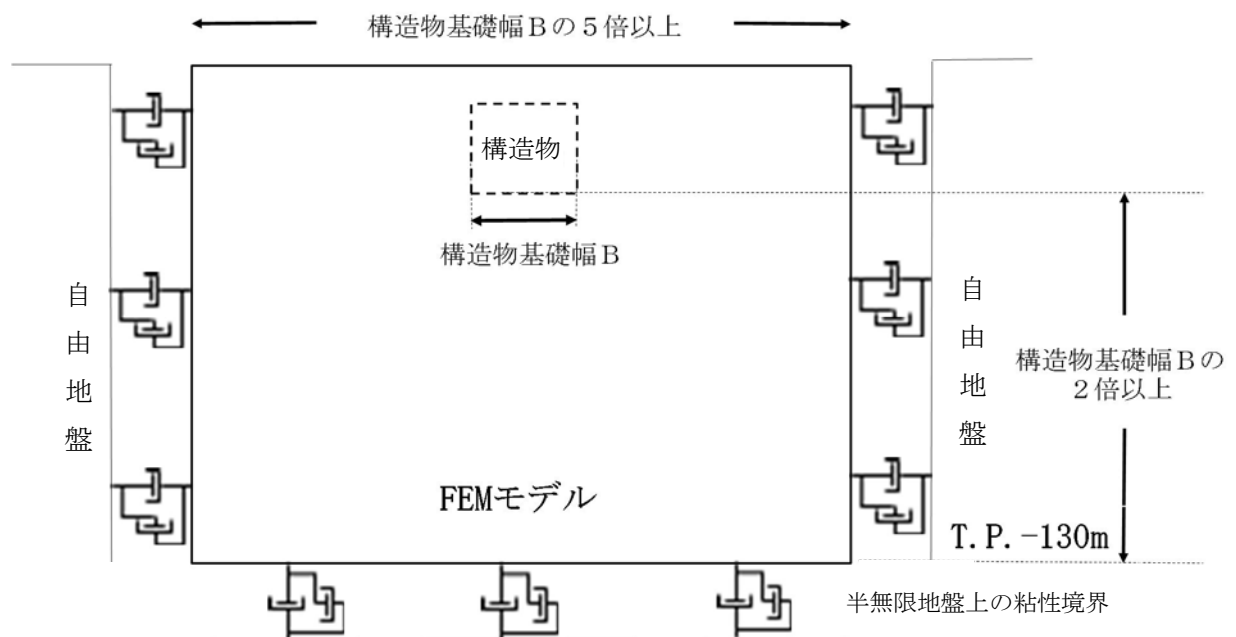 構造物基礎幅Bの5倍以上
構造物
構造物基礎幅B
自由地盤
自由地盤
構造物基礎幅Bの
2倍以上
FEMモデル
T.P.-130m
半無限地盤上の粘性境界